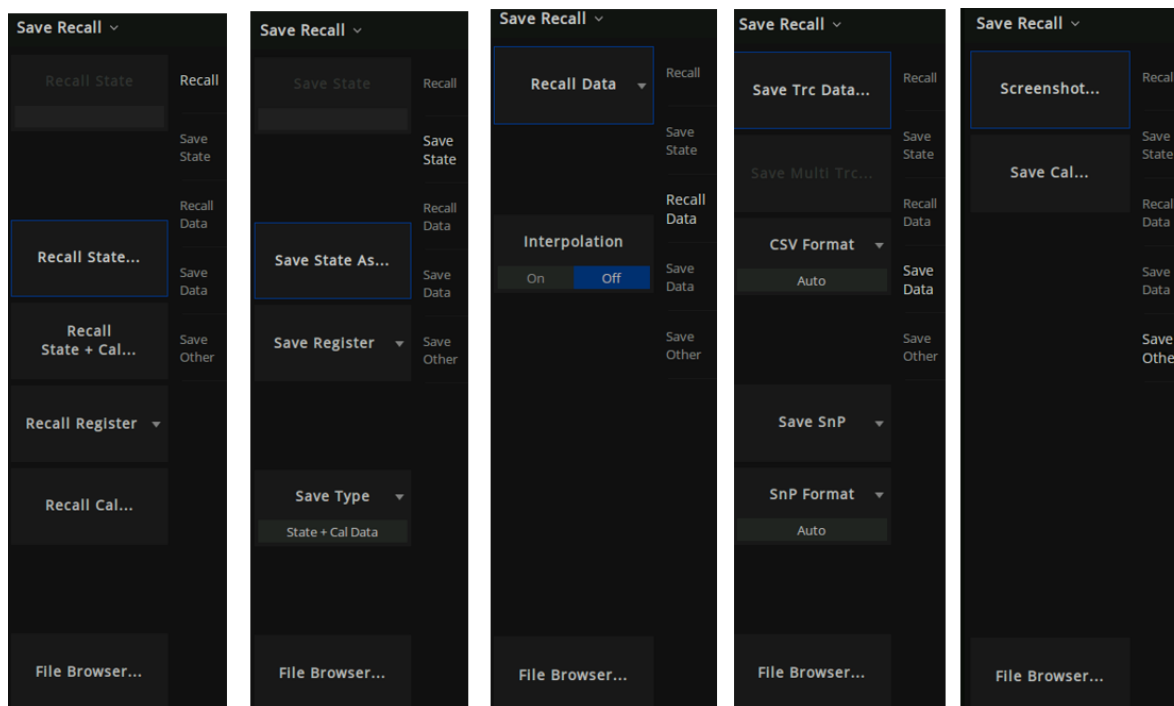 Save Recall
Recall State
Recall State...
Recall
State + Cal...
Recall Register
Recall Cal...
File Browser...
Recall
Save
State
Recall
Data
Save
Data
Save
Other
Save Recall
Save State
Save State As...
Save Register
Save Type
State + Cal Data
File Browser...
Recall
Save
State
Recall
Data
Save
Data
Save
Other
Save Recall
Recall Data
Interpolation
On Off
File Browser...
Recall
Save
State
Recall
Data
Save
Data
Save
Other
Save Recall
Save Trc Data...
Save Multi Trc...
CSV Format
Auto
Save SnP
SnP Format
Auto
File Browser...
Recall
Save
State
Recall
Data
Save
Data
Save
Other
Save Recall
Screenshot...
Save Cal...
File Browser...
Recall
Save
State
Recal
Data
Save
Data
Save
Othe